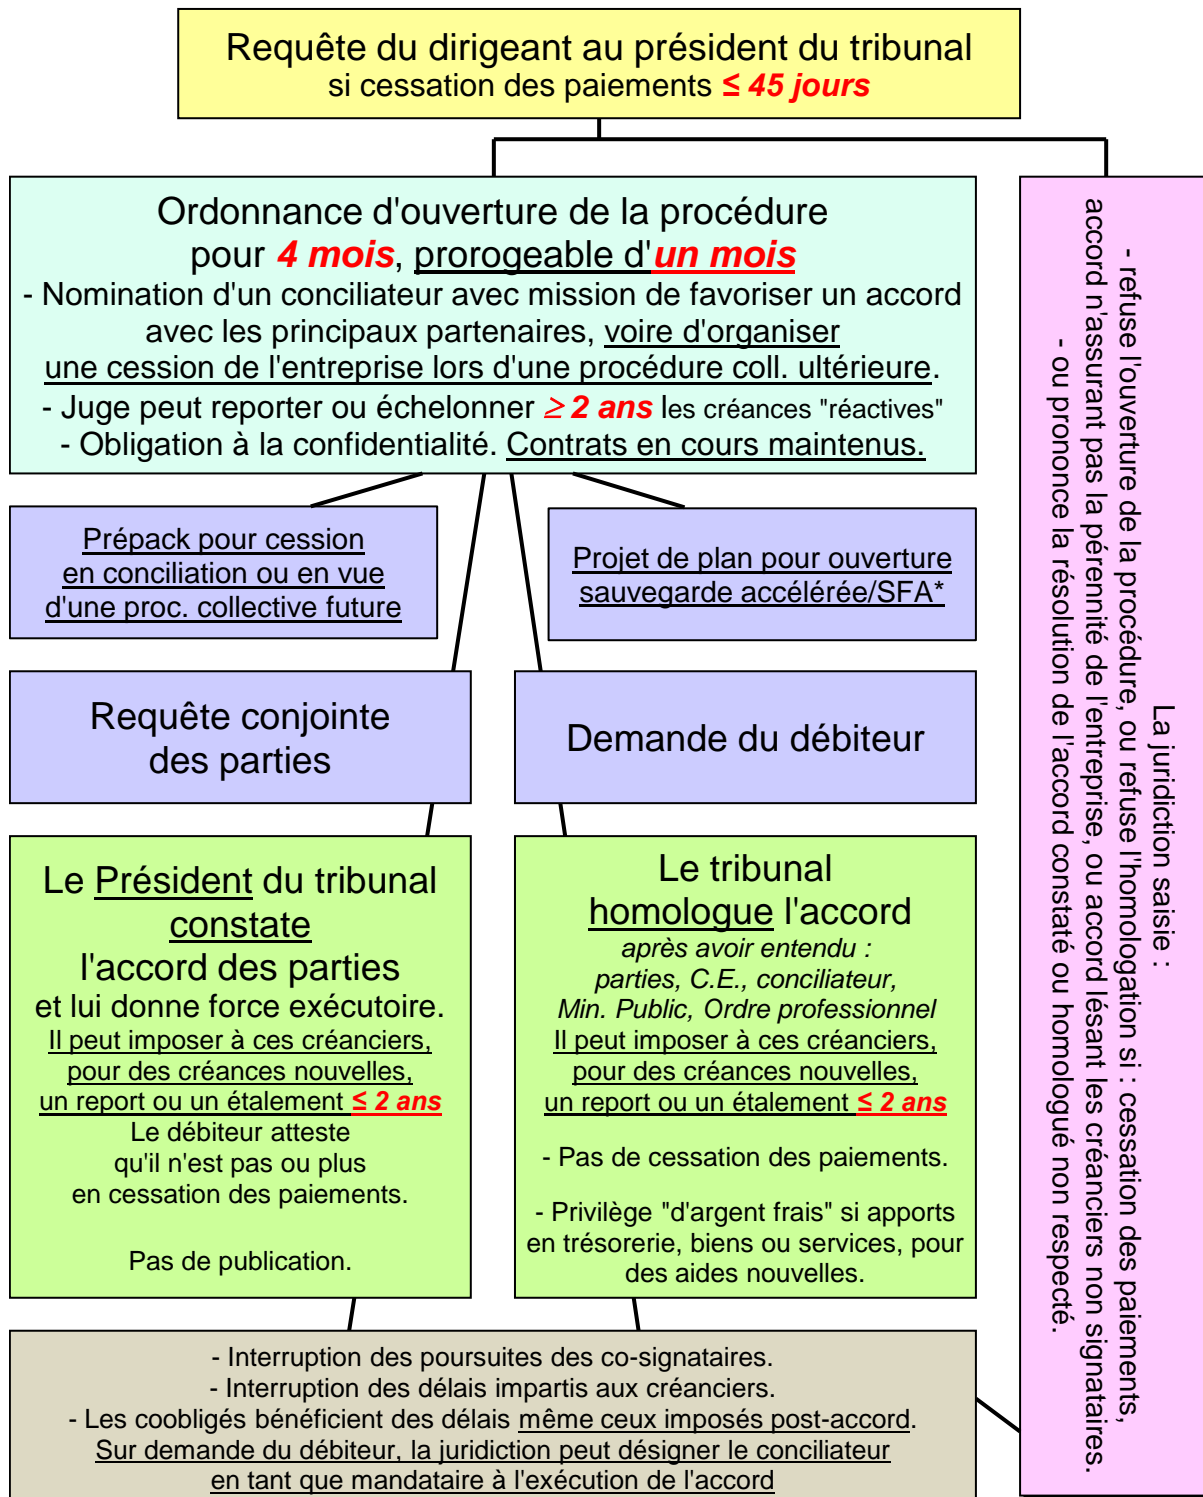 Requête du dirigeant au président du tribunal
si cessation des paiements ≤ 45 jours
Ordonnance d'ouverture de la procédure
pour 4 mois, prorogeable d'un mois
- Nomination d'un conciliateur avec mission de favoriser un accord
avec les principaux partenaires, voire d'organiser
une cession de l'entreprise lors d'une procédure coll. ultérieure.
- Juge peut reporter ou échelonner ≥ 2 ans les créances "réactives"
- Obligation à la confidentialité. Contrats en cours maintenus.
Prépack pour cession
en conciliation ou en vue
d'une proc. collective future
Projet de plan pour ouverture
sauvegarde accélérée/SFA*
Requête conjointe
des parties
Demande du débiteur
Le Président du tribunal
constate
l'accord des parties
et lui donne force exécutoire.
Il peut imposer à ces créanciers,
pour des créances nouvelles,
un report ou un étalement ≤ 2 ans
Le débiteur atteste
qu'il n'est pas ou plus
en cessation des paiements.
Pas de publication.
Le tribunal
homologue l'accord
après avoir entendu :
parties, C.E., conciliateur,
Min. Public, Ordre professionnel
Il peut imposer à ces créanciers,
pour des créances nouvelles,
un report ou un étalement ≤ 2 ans
- Pas de cessation des paiements.
- Privilège "d'argent frais" si apports
en trésorerie, biens ou services, pour
des aides nouvelles.
- Interruption des poursuites des co-signataires.
- Interruption des délais impartis aux créanciers.
- Les coobligés bénéficient des délais même ceux imposés post-accord.
Sur demande du débiteur, la juridiction peut désigner le conciliateur
en tant que mandataire à l'exécution de l'accord
La juridiction saisie :
- refuse l'ouverture de la procédure, ou refuse l'homologation si : cessation des paiements,
accord n'assurant pas la pérennité de l'entreprise, ou accord lésant les créanciers non signataires.
- ou prononce la résolution de l'accord constaté ou homologué non respecté.